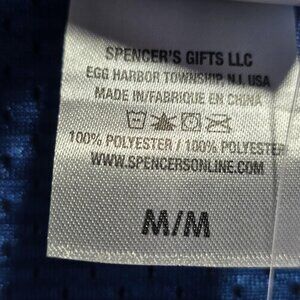 SPENCER'S GIFTS LLC
EGG HARBOR TOWNSHIP, N.J. USA
MADE IN/FABRIQUE EN CHINA
100% POLYESTER / 100% POLYESTER
WWW.SPENCERSONLINE.COM
M/M